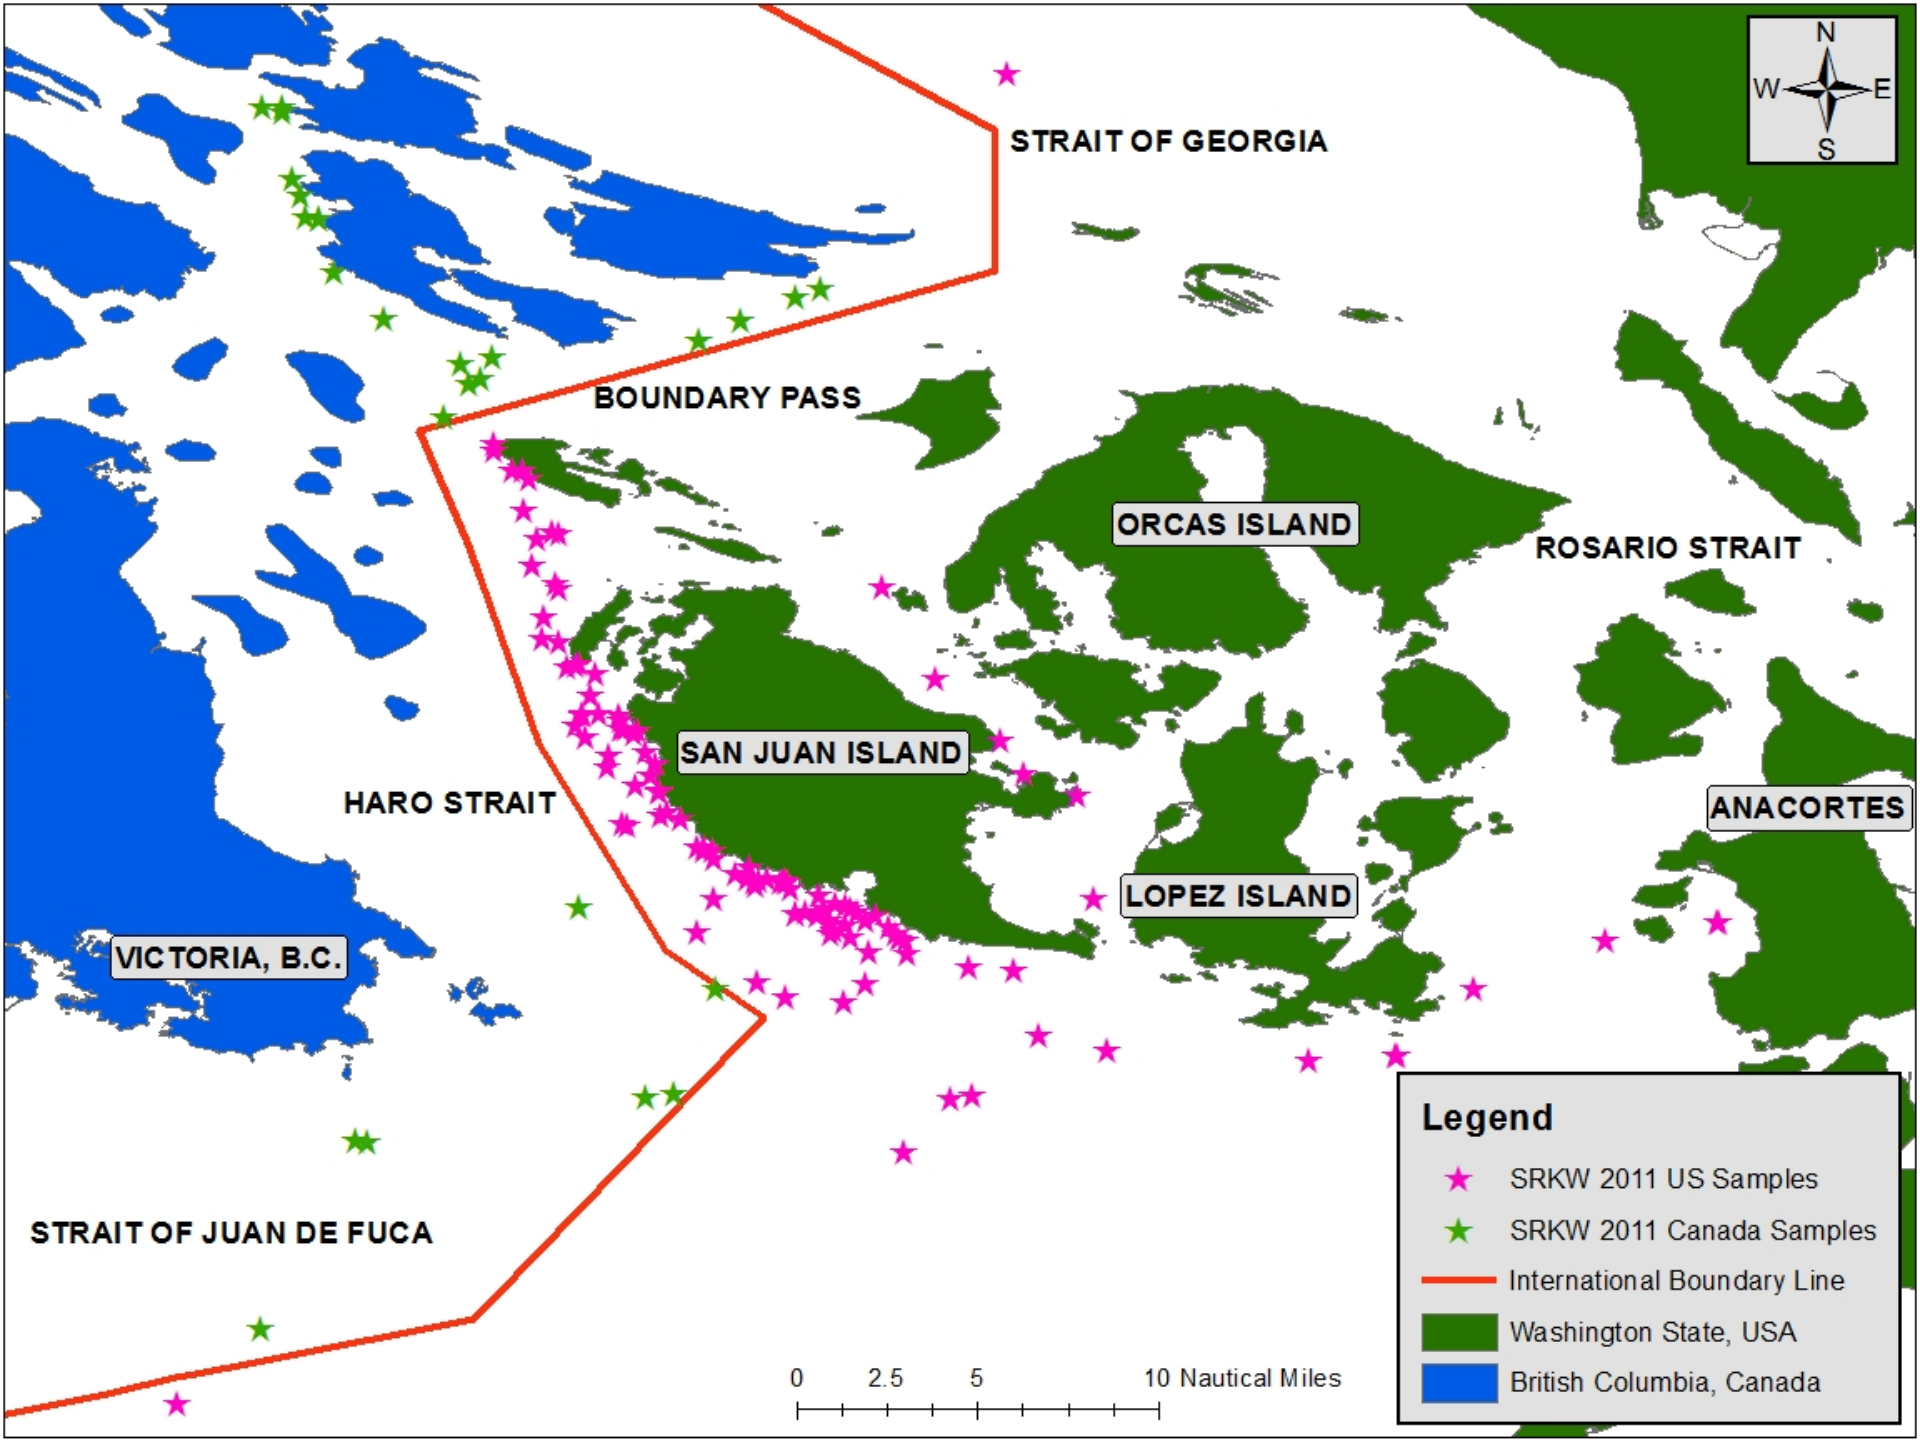 N
W E
S
STRAIT OF GEORGIA
BOUNDARY PASS
ORCAS ISLAND
ROSARIO STRAIT
SAN JUAN ISLAND
HARO STRAIT
ANACORTES
LOPEZ ISLAND
VICTORIA, B.C.
STRAIT OF JUAN DE FUCA
Legend
SRKW 2011 US Samples
SRKW 2011 Canada Samples
International Boundary Line
Washington State, USA
British Columbia, Canada
0 2.5 5 10 Nautical Miles